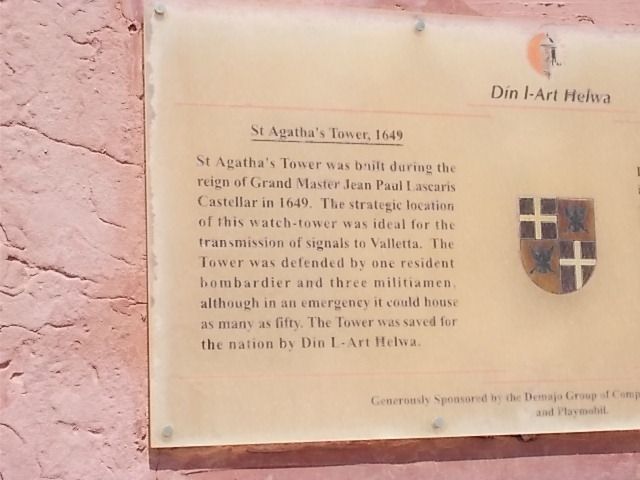 Din l-Art Helwa
St Agatha's Tower, 1649
St Agatha's Tower was built during the
reign of Grand Master Jean Paul Lascaris
Castellar in 1649. The strategic location
of this watch-tower was ideal for the
transmission of signals to Valletta. The
Tower was defended by one resident
bombardier and three militiamen,
although in an emergency it could house
as many as fifty. The Tower was saved for
the nation by Din L-Art Helwa.
Generously Sponsored by the Demajo Group of
and Playmobil.